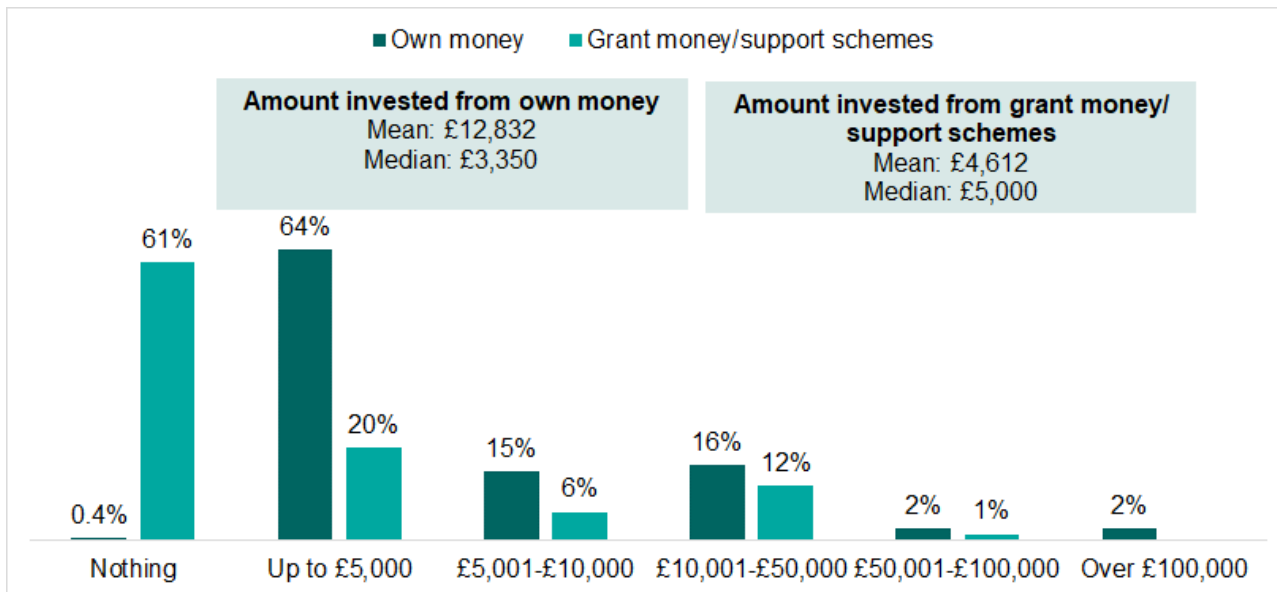 Own money
Grant money/support schemes
Amount invested from own money
Mean: £12,832
Median: £3,350
Amount invested from grant money/
support schemes
Mean: £4,612
Median: £5,000
0.4%
61%
64%
20%
15%
6%
16%
12%
2%
1%
2%
Nothing
Up to £5,000
£5,001-£10,000
£10,001-£50,000
£50,001-£100,000
Over £100,000